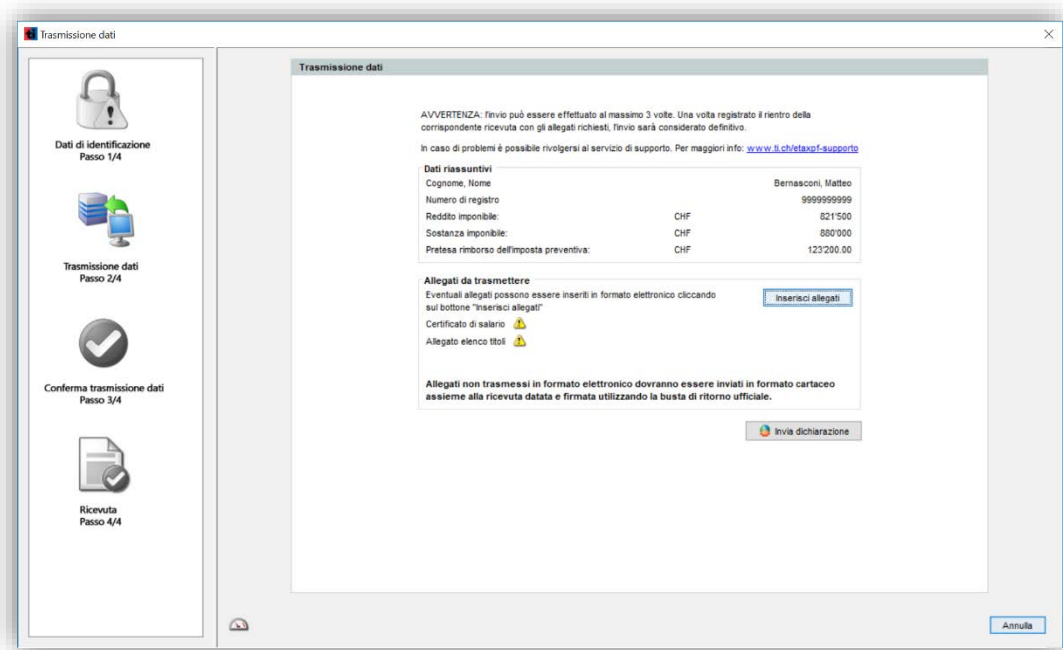 ti Trasmissione dati
Dati di identificazione
Passo 1/4
Trasmissione dati
Passo 2/4
Conferma trasmissione dati
Passo 3/4
Ricevuta
Passo 4/4
Trasmissione dati
AVVERTENZA: l'invio può essere effettuato al massimo 3 volte. Una volta registrato il rientro della
corrispondente ricevuta con gli allegati richiesti, l'invio sarà considerato definitivo.
In caso di problemi è possibile rivolgersi al servizio di supporto. Per maggiori info: www.ti.ch/etaxpf-supporto
Dati riassuntivi
Cognome, Nome Bernasconi, Matteo
Numero di registro 9999999999
Reddito imponibile: CHF 821'500
Sostanza imponibile: CHF 880'000
Pretesa rimborso dell'imposta preventiva: CHF 123'200.00
Allegati da trasmettere
Eventuali allegati possono essere inseriti in formato elettronico cliccando
sul bottone "Inserisci allegati"
Inserisci allegati
Certificato di salario
Allegato elenco titoli
Allegati non trasmessi in formato elettronico dovranno essere inviati in formato cartaceo
assieme alla ricevuta datata e firmata utilizzando la busta di ritorno ufficiale.
Invia dichiarazione
Annulla